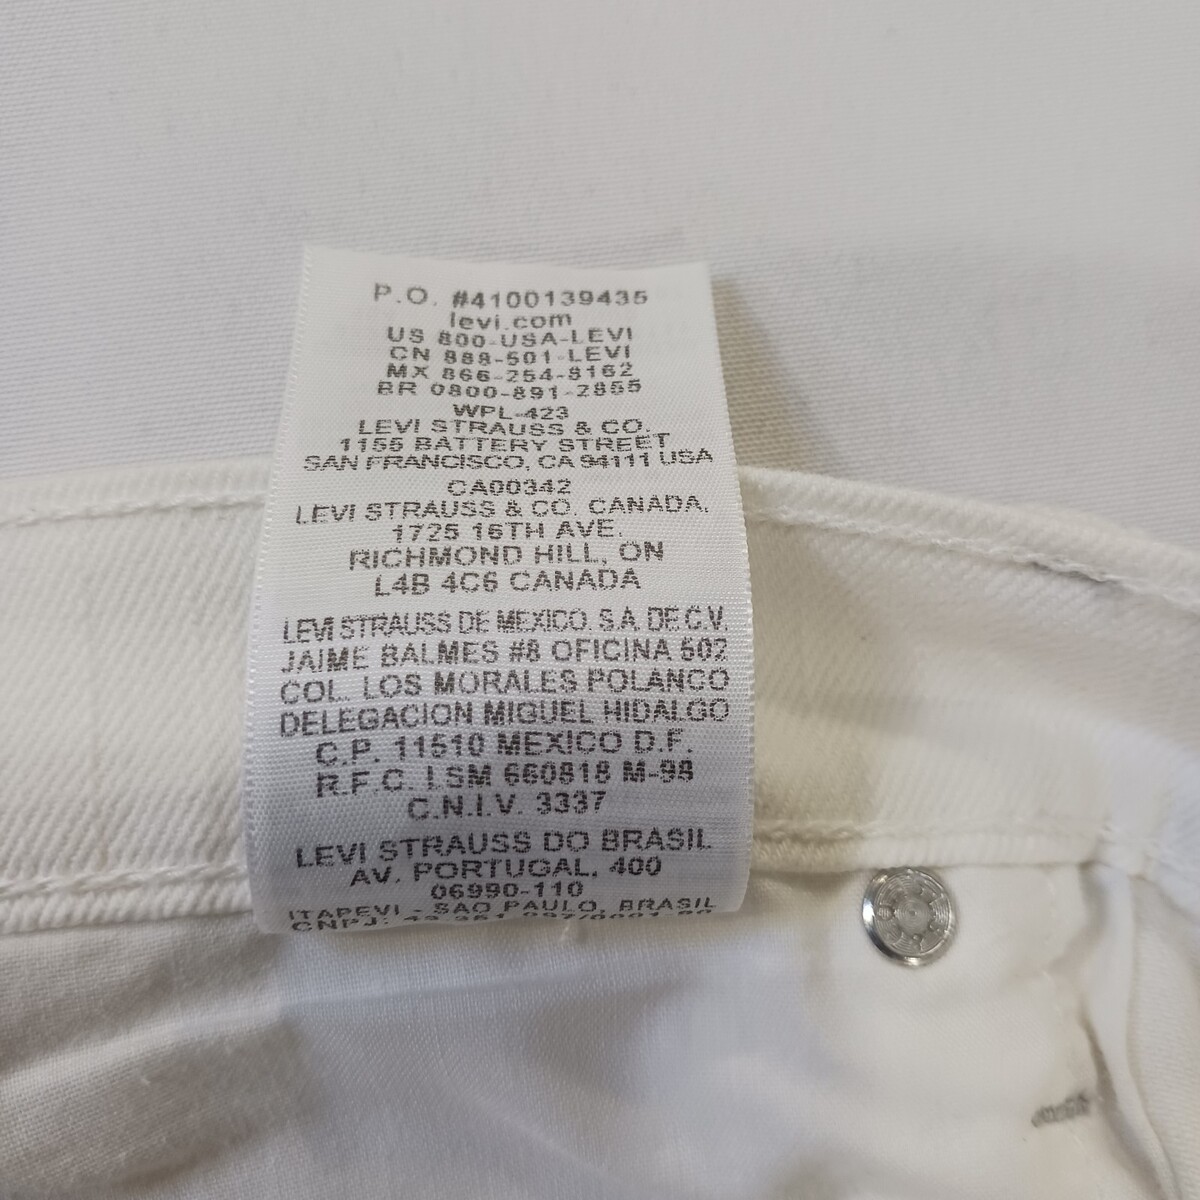 P.O. #4100139435
levi.com
US 800-USA-LEVI
CN 888-501-LEVI
MX 866-254-8162
BR 0800-891-2855
WPL-423
LEVI STRAUSS & CO.
1155 BATTERY STREET
SAN FRANCISCO, CA 94111 USA
CA00342
LEVI STRAUSS & CO. CANADA,
1725 16TH AVE.
RICHMOND HILL, ON
L4B 4C6 CANADA
LEVI STRAUSS DE MEXICO, S.A. DE C.V.
JAIME BALMES #8 OFICINA 502
COL. LOS MORALES POLANCO
DELEGACION MIGUEL HIDALGO
C.P. 11510 MEXICO D.F.
R.F.C. LSM 660818 M-98
C.N.I.V. 3337
LEVI STRAUSS DO BRASIL
AV. PORTUGAL, 400
06990-110
ITAPEVI - SAO PAULO, BRASIL
CNPJ: